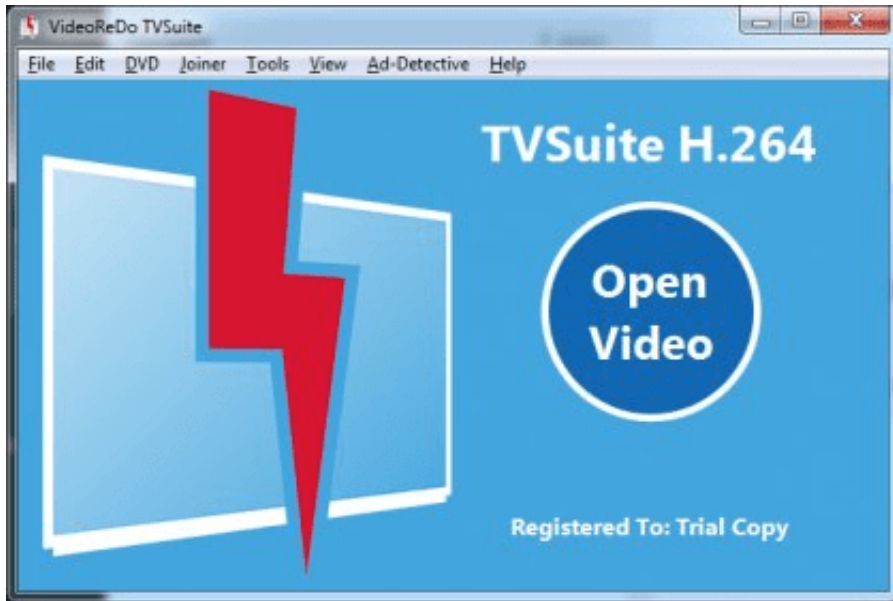 VideoReDo TVSuite
File Edit DVD Joiner Tools View Ad-Detective Help
TVSuite H.264
Open
Video
Registered To: Trial Copy